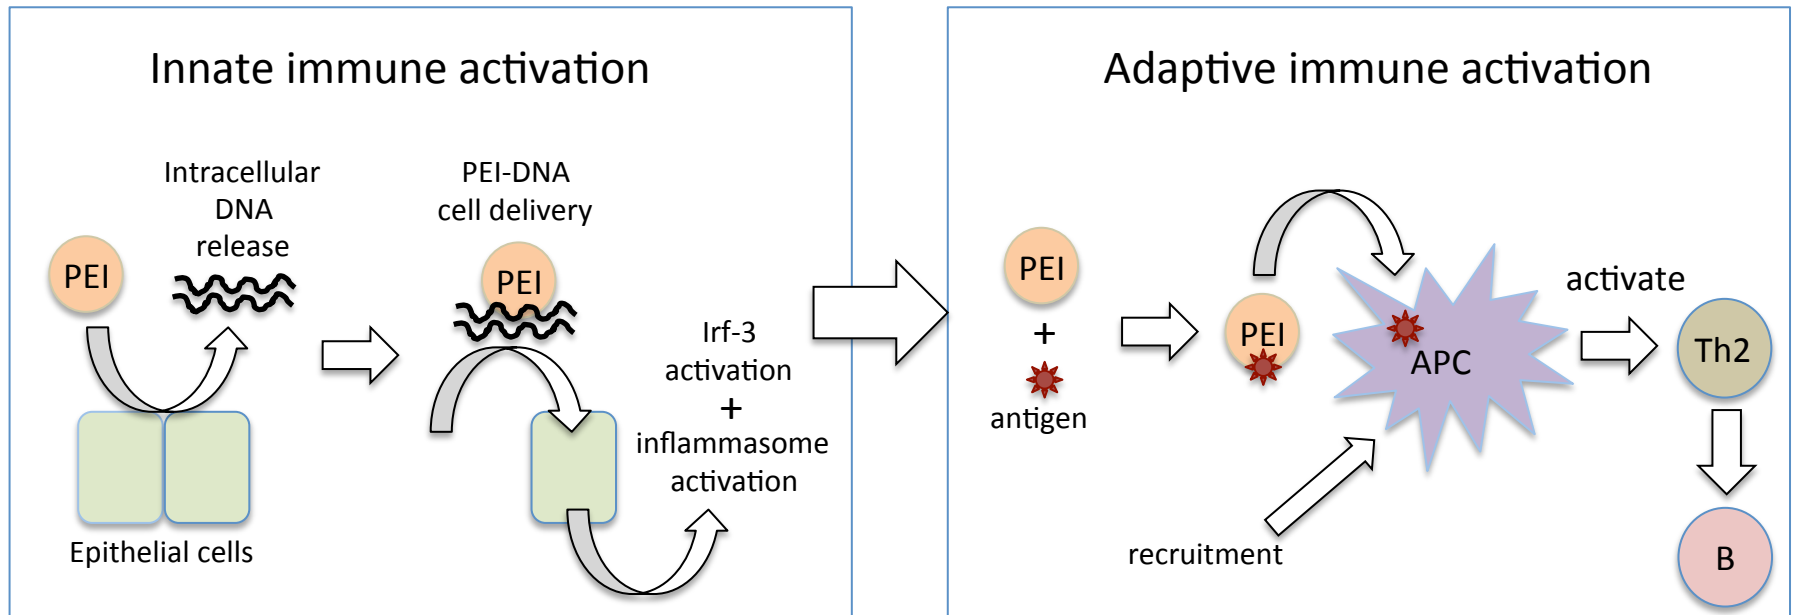 Innate immune activation
Intracellular
DNA
release
PEI
PEI-DNA
cell delivery
PEI
Irf-3
activation
+
inflammasome
activation
Epithelial cells
Adaptive immune activation
PEI
+
antigen
PEI
APC
recruitment
activate
Th2
B